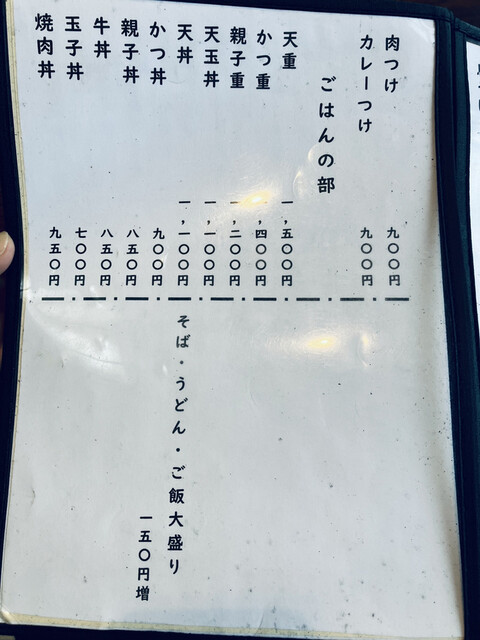 肉つけ 九〇〇円
カレーつけ 九〇〇円
ごはんの部
天重 一,五〇〇円
かつ重 一,四〇〇円
親子重 一,二〇〇円
天玉丼 一,一〇〇円
天丼 一,一〇〇円
かつ丼 九〇〇円
親子丼 八五〇円
牛丼 八五〇円
玉子丼 七〇〇円
焼肉丼 九五〇円
そば・うどん・ご飯大盛り
一五〇円増